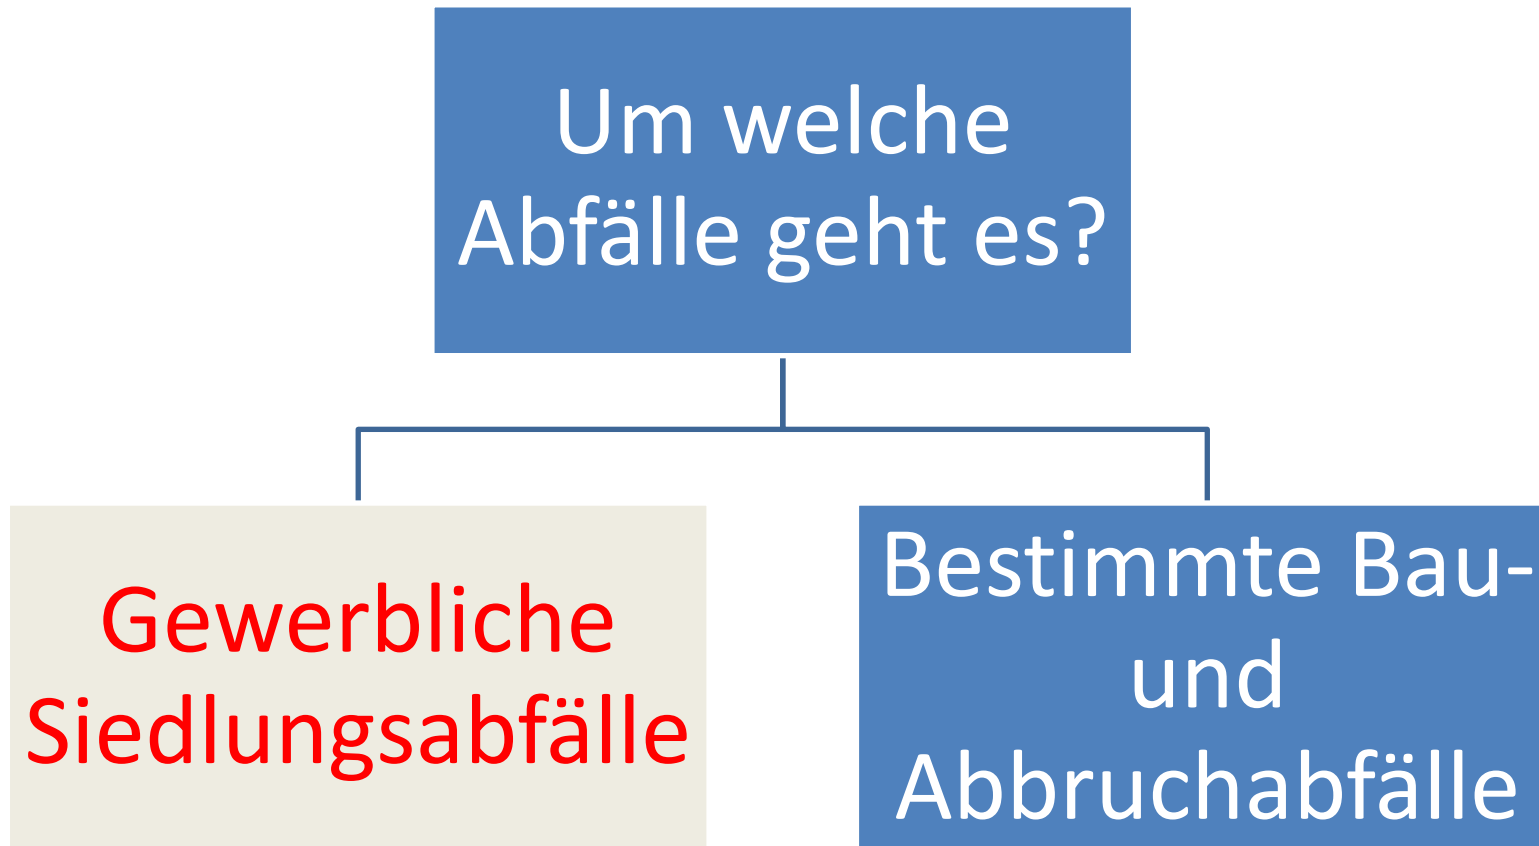 Um welche
Abfälle geht es?
Gewerbliche
Siedlungsabfälle
Bestimmte Bau-
und
Abbruchabfälle